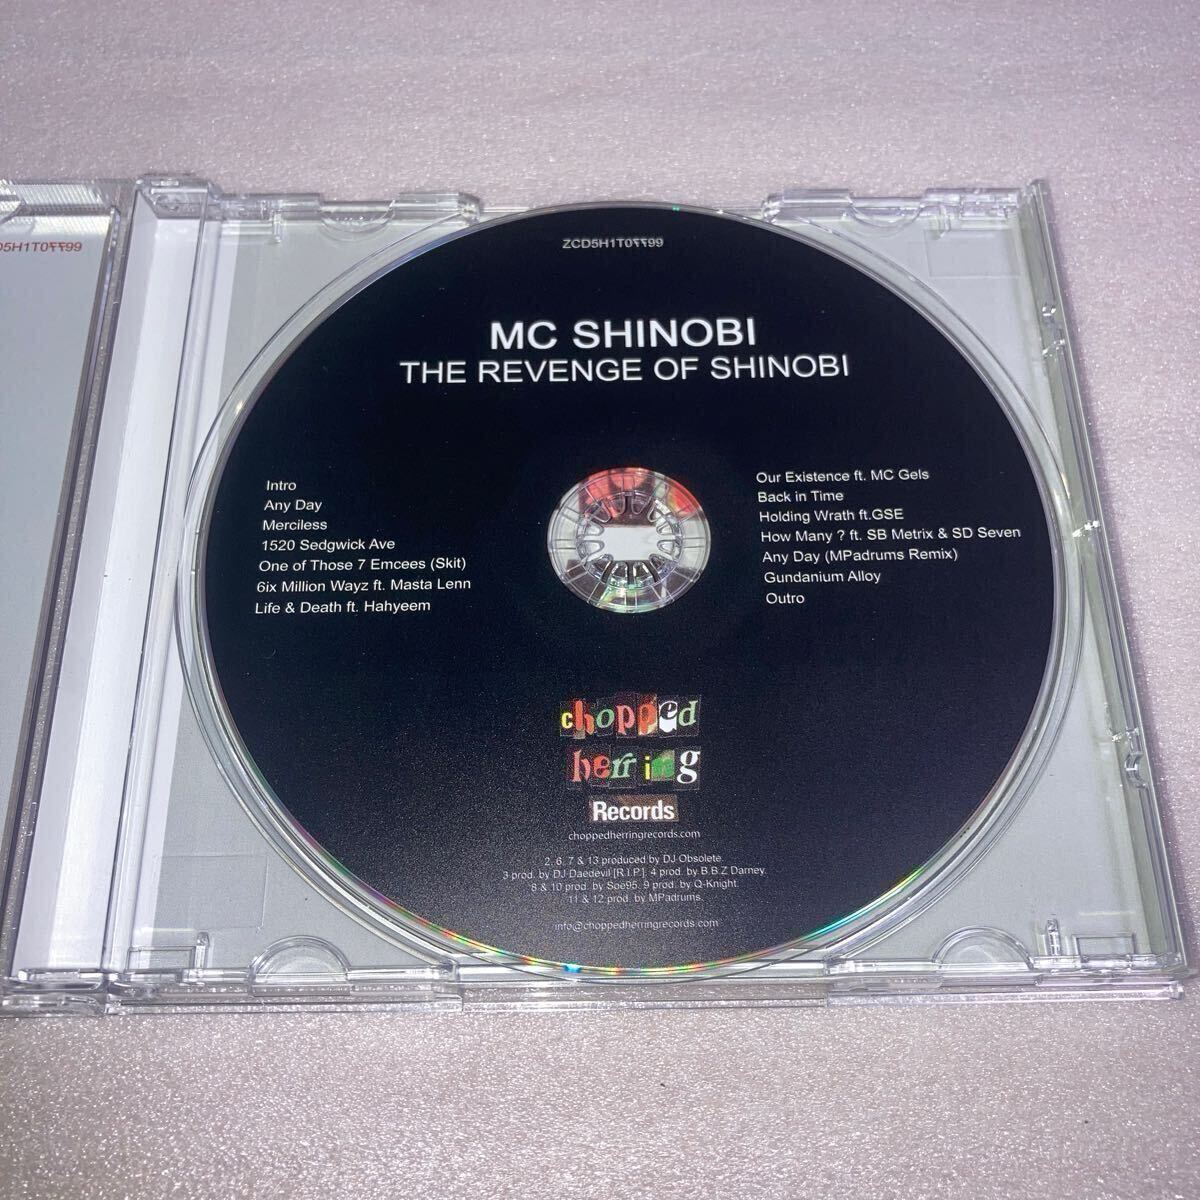 ZCD5H1T0⸮⸮99
MC SHINOBI
THE REVENGE OF SHINOBI
Intro
Any Day
Merciless
1520 Sedgwick Ave
One of Those 7 Emcees (Skit)
6ix Million Wayz ft. Masta Lenn
Life & Death ft. Hahyeem
Our Existence ft. MC Gels
Back in Time
Holding Wrath ft.GSE
How Many ? ft. SB Metrix & SD Seven
Any Day (MPadrums Remix)
Gundanium Alloy
Outro
chopped
herring
Records
choppedherringrecords.com
2, 6, 7 & 13 produced by DJ Obsolete.
3 prod. by DJ Daedevil [R.I.P.]. 4 prod. by B.B.Z Darney.
8 & 10 prod. by Soe95. 9 prod. by Q-Knight.
11 & 12 prod. by MPadrums.
info@choppedherringrecords.com